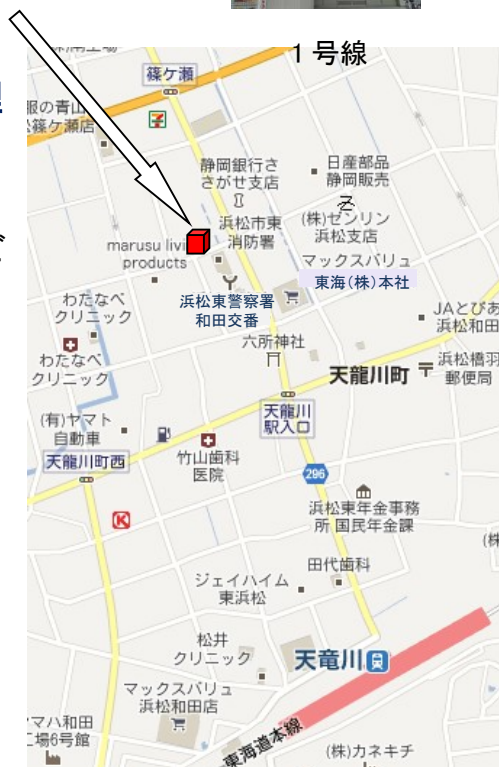 1号線
篠ケ瀬
服の青山
篠ケ瀬店
7
静岡銀行さ
さがせ支店
日産部品
静岡販売
浜松市東
消防署
(株)ゼンリン
浜松支店
marusu livi
products
マックスバリュ
東海(株)本社
浜松東警察署
和田交番
わたなべ
クリニック
JAとぴあ
浜松和田
六所神社
わたなべ
クリニック
天龍川町
浜松橋羽
郵便局
(有)ヤマト
自動車
天龍川
駅入口
天龍川町西
竹山歯科
医院
296
浜松東年金事務
所 国民年金課
K
(株
田代歯科
ジェイハイム
東浜松
松井
クリニック
天竜川
マックスバリュ
浜松和田店
マハ和田
工場6号館
東海道本線
(株)カネキチ